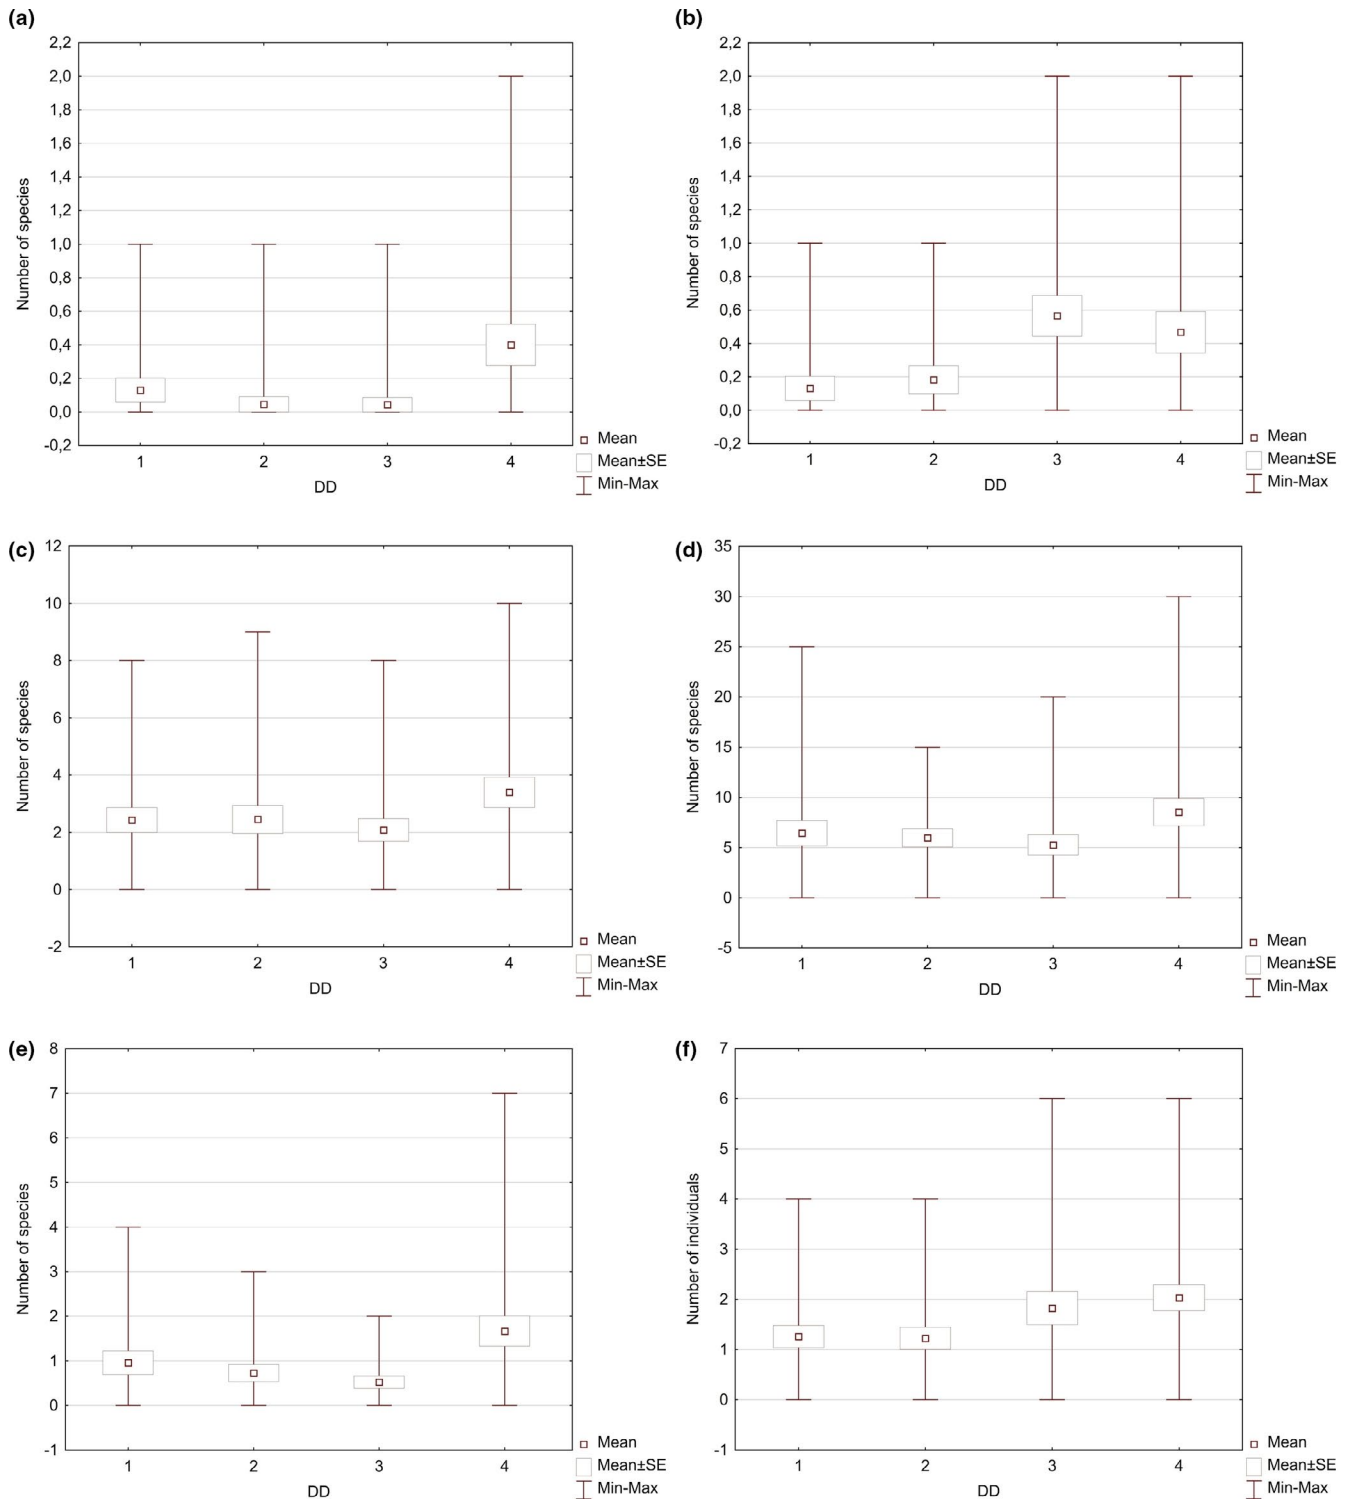 (a)
2,2
2,0
1,8
1,6
1,4
1,2
1,0
0,8
0,6
0,4
0,2
0,0
-0,2
Number of species
1 2 3 4
DD
Mean
Mean±SE
Min-Max
(b)
2,2
2,0
1,8
1,6
1,4
1,2
1,0
0,8
0,6
0,4
0,2
0,0
-0,2
Number of species
1 2 3 4
DD
Mean
Mean±SE
Min-Max
(c)
12
10
8
6
4
2
0
-2
Number of species
1 2 3 4
DD
Mean
Mean±SE
Min-Max
(d)
35
30
25
20
15
10
5
0
-5
Number of species
1 2 3 4
DD
Mean
Mean±SE
Min-Max
(e)
8
7
6
5
4
3
2
1
0
-1
Number of species
1 2 3 4
DD
Mean
Mean±SE
Min-Max
(f)
7
6
5
4
3
2
1
0
-1
Number of individuals
1 2 3 4
DD
Mean
Mean±SE
Min-Max